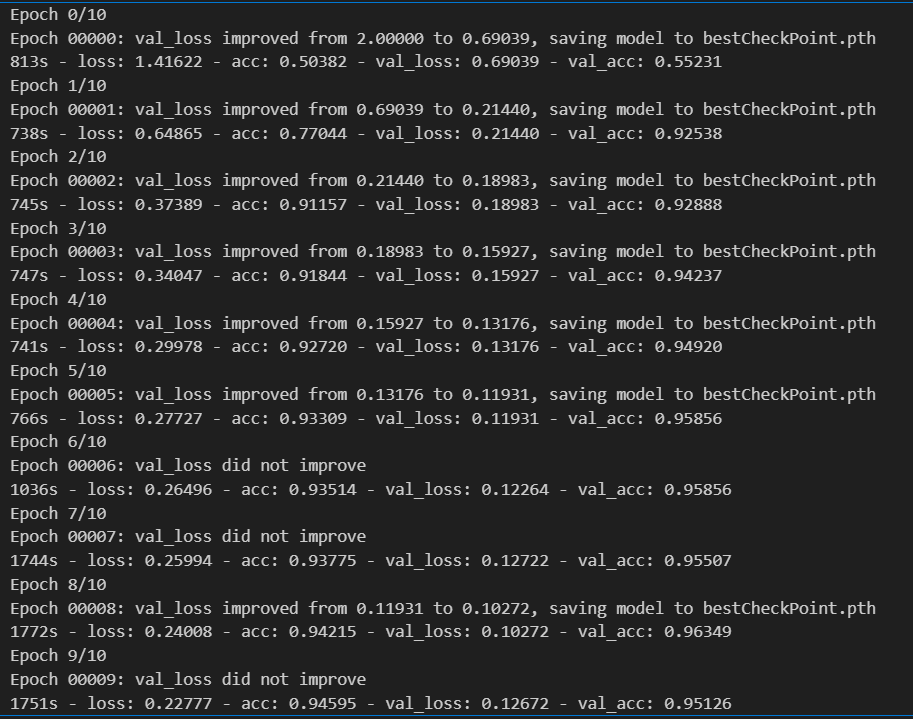 Epoch 0/10
Epoch 00000: val_loss improved from 2.00000 to 0.69039, saving model to bestCheckPoint.pth
813s - loss: 1.41622 - acc: 0.50382 - val_loss: 0.69039 - val_acc: 0.55231
Epoch 1/10
Epoch 00001: val_loss improved from 0.69039 to 0.21440, saving model to bestCheckPoint.pth
738s - loss: 0.64865 - acc: 0.77044 - val_loss: 0.21440 - val_acc: 0.92538
Epoch 2/10
Epoch 00002: val_loss improved from 0.21440 to 0.18983, saving model to bestCheckPoint.pth
745s - loss: 0.37389 - acc: 0.91157 - val_loss: 0.18983 - val_acc: 0.92888
Epoch 3/10
Epoch 00003: val_loss improved from 0.18983 to 0.15927, saving model to bestCheckPoint.pth
747s - loss: 0.34047 - acc: 0.91844 - val_loss: 0.15927 - val_acc: 0.94237
Epoch 4/10
Epoch 00004: val_loss improved from 0.15927 to 0.13176, saving model to bestCheckPoint.pth
741s - loss: 0.29978 - acc: 0.92720 - val_loss: 0.13176 - val_acc: 0.94920
Epoch 5/10
Epoch 00005: val_loss improved from 0.13176 to 0.11931, saving model to bestCheckPoint.pth
766s - loss: 0.27727 - acc: 0.93309 - val_loss: 0.11931 - val_acc: 0.95856
Epoch 6/10
Epoch 00006: val_loss did not improve
1036s - loss: 0.26496 - acc: 0.93514 - val_loss: 0.12264 - val_acc: 0.95856
Epoch 7/10
Epoch 00007: val_loss did not improve
1744s - loss: 0.25994 - acc: 0.93775 - val_loss: 0.12722 - val_acc: 0.95507
Epoch 8/10
Epoch 00008: val_loss improved from 0.11931 to 0.10272, saving model to bestCheckPoint.pth
1772s - loss: 0.24008 - acc: 0.94215 - val_loss: 0.10272 - val_acc: 0.96349
Epoch 9/10
Epoch 00009: val_loss did not improve
1751s - loss: 0.22777 - acc: 0.94595 - val_loss: 0.12672 - val_acc: 0.95126